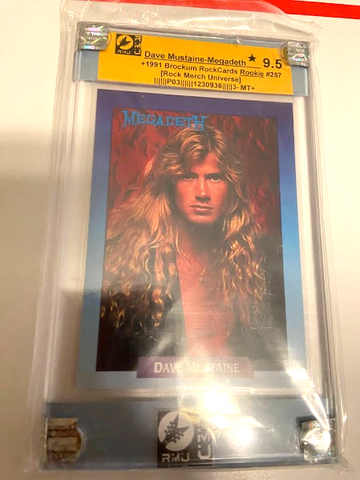 Dave Mustaine-Megadeth ★ 9.5
+1991 Brockum RockCards Rookie #257
[Rock Merch Universe]
||||||P03||||||1230936|||||3- MT+
MEGADETH
DAVE MUSTAINE
RMU